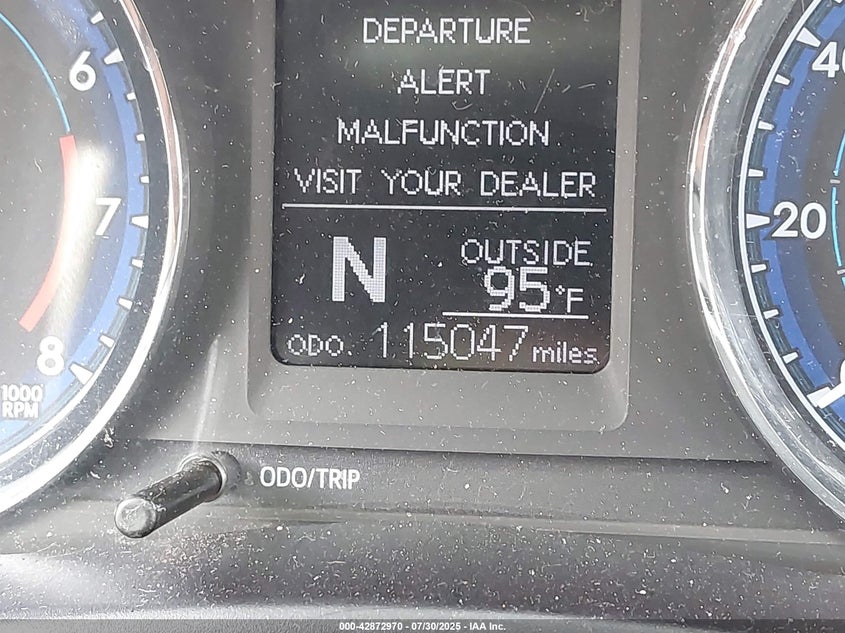 DEPARTURE
ALERT
MALFUNCTION
VISIT YOUR DEALER
N
OUTSIDE
95°F
ODO. 115047 miles
6
7
8
1000
RPM
40
20
0
ODO/TRIP
000-42872970 - 07/30/2025 - IAA Inc.